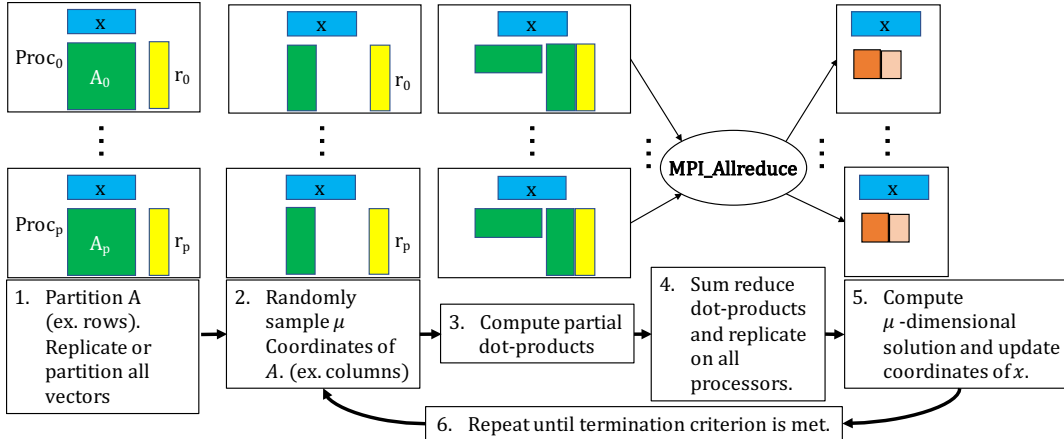 x
x
x
x
Proc0
A0
r0
r0
MPI_Allreduce
x
x
x
x
Procp
Ap
rp
rp
1. Partition A
(ex. rows).
Replicate or
partition all
vectors
2. Randomly
sample μ
Coordinates of
A. (ex. columns)
3. Compute partial
dot-products
4. Sum reduce
dot-products
and replicate
on all
processors.
5. Compute
μ -dimensional
solution and update
coordinates of x.
6. Repeat until termination criterion is met.